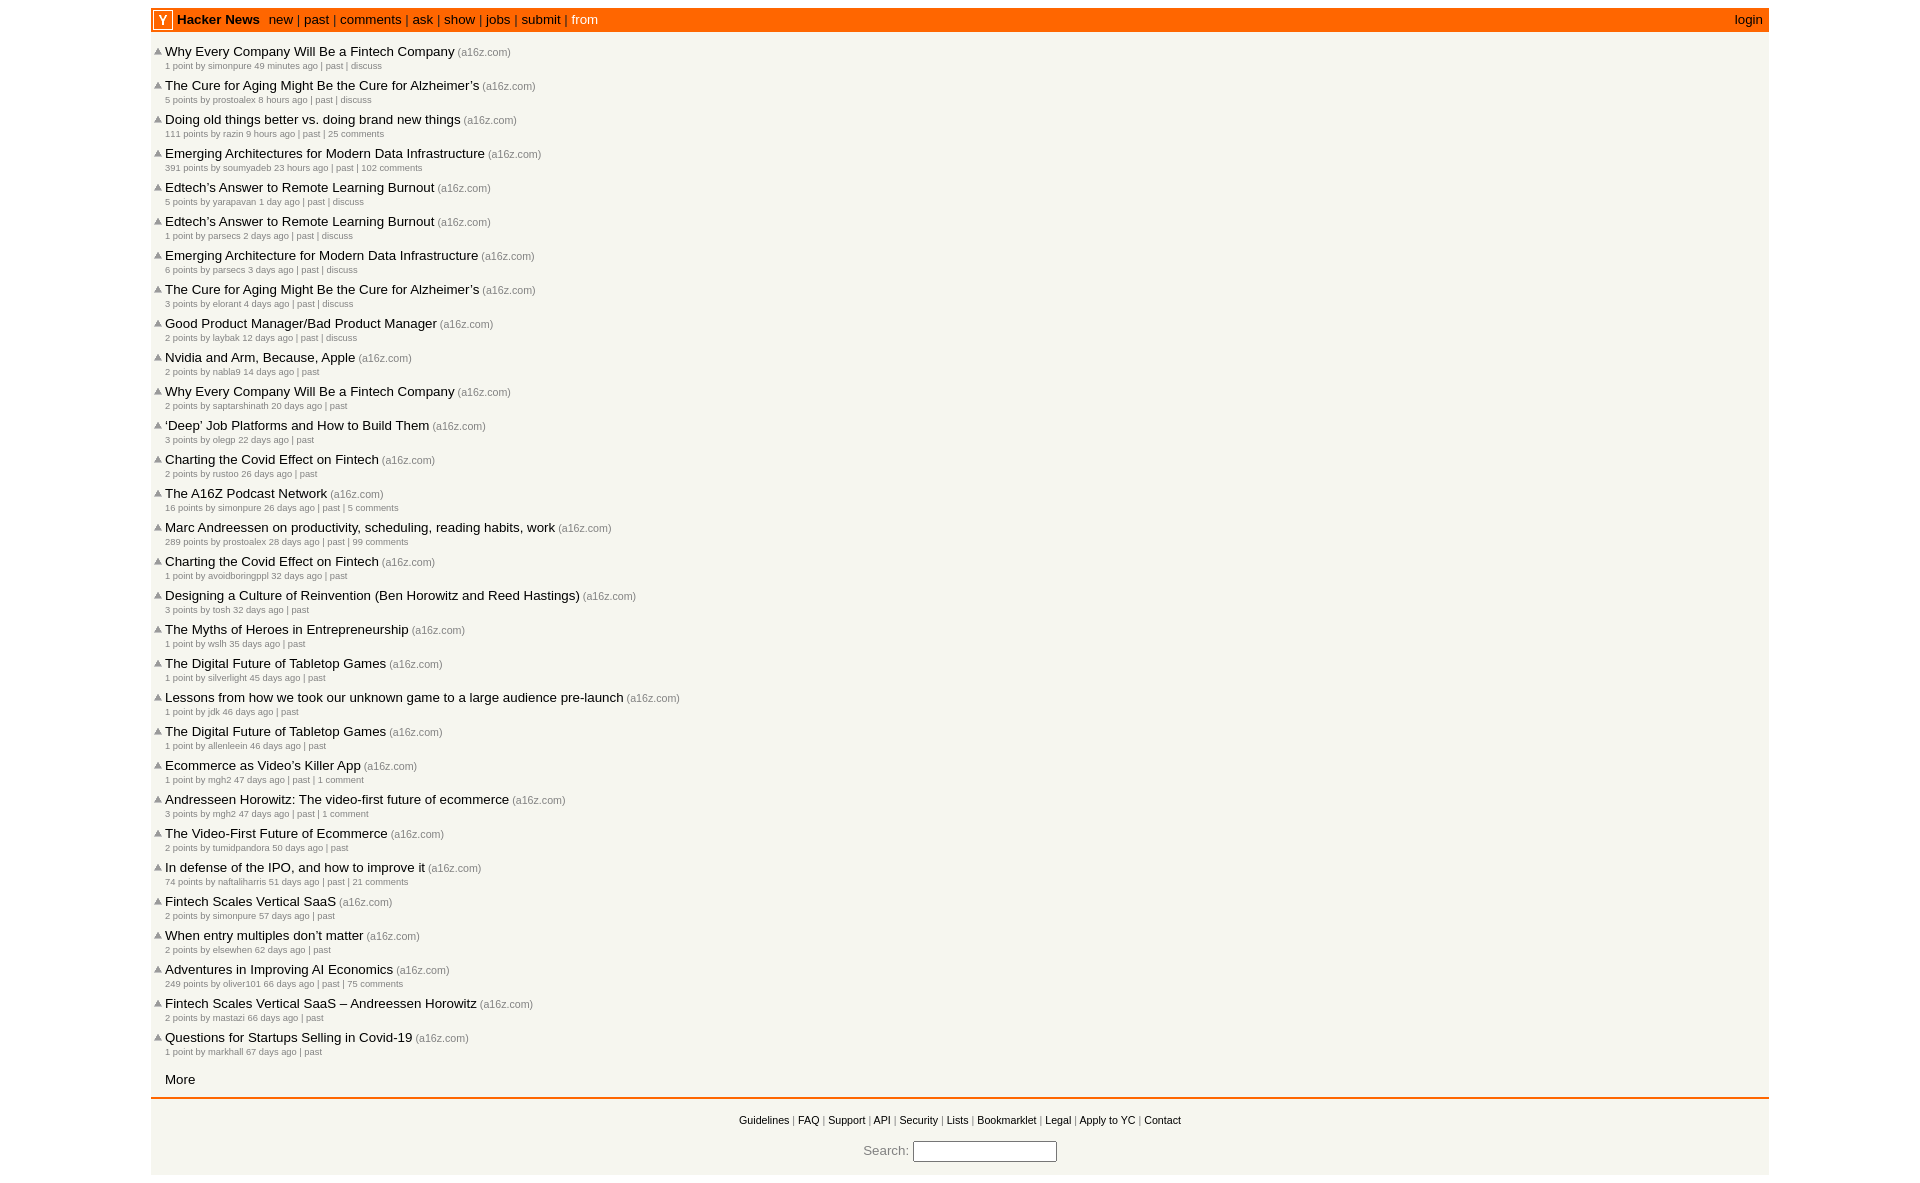 Y Hacker News new | past | comments | ask | show | jobs | submit | from login
Why Every Company Will Be a Fintech Company (a16z.com)
1 point by simonpure 49 minutes ago | past | discuss
The Cure for Aging Might Be the Cure for Alzheimer’s (a16z.com)
5 points by prostoalex 8 hours ago | past | discuss
Doing old things better vs. doing brand new things (a16z.com)
111 points by razin 9 hours ago | past | 25 comments
Emerging Architectures for Modern Data Infrastructure (a16z.com)
391 points by soumyadeb 23 hours ago | past | 102 comments
Edtech’s Answer to Remote Learning Burnout (a16z.com)
5 points by yarapavan 1 day ago | past | discuss
Edtech’s Answer to Remote Learning Burnout (a16z.com)
1 point by parsecs 2 days ago | past | discuss
Emerging Architecture for Modern Data Infrastructure (a16z.com)
6 points by parsecs 3 days ago | past | discuss
The Cure for Aging Might Be the Cure for Alzheimer’s (a16z.com)
3 points by elorant 4 days ago | past | discuss
Good Product Manager/Bad Product Manager (a16z.com)
2 points by laybak 12 days ago | past | discuss
Nvidia and Arm, Because, Apple (a16z.com)
2 points by nabla9 14 days ago | past
Why Every Company Will Be a Fintech Company (a16z.com)
2 points by saptarshinath 20 days ago | past
‘Deep’ Job Platforms and How to Build Them (a16z.com)
3 points by olegp 22 days ago | past
Charting the Covid Effect on Fintech (a16z.com)
2 points by rustoo 26 days ago | past
The A16Z Podcast Network (a16z.com)
16 points by simonpure 26 days ago | past | 5 comments
Marc Andreessen on productivity, scheduling, reading habits, work (a16z.com)
289 points by prostoalex 28 days ago | past | 99 comments
Charting the Covid Effect on Fintech (a16z.com)
1 point by avoidboringppl 32 days ago | past
Designing a Culture of Reinvention (Ben Horowitz and Reed Hastings) (a16z.com)
3 points by tosh 32 days ago | past
The Myths of Heroes in Entrepreneurship (a16z.com)
1 point by wslh 35 days ago | past
The Digital Future of Tabletop Games (a16z.com)
1 point by silverlight 45 days ago | past
Lessons from how we took our unknown game to a large audience pre-launch (a16z.com)
1 point by jdk 46 days ago | past
The Digital Future of Tabletop Games (a16z.com)
1 point by allenleein 46 days ago | past
Ecommerce as Video’s Killer App (a16z.com)
1 point by mgh2 47 days ago | past | 1 comment
Andresseen Horowitz: The video-first future of ecommerce (a16z.com)
3 points by mgh2 47 days ago | past | 1 comment
The Video-First Future of Ecommerce (a16z.com)
2 points by tumidpandora 50 days ago | past
In defense of the IPO, and how to improve it (a16z.com)
74 points by naftaliharris 51 days ago | past | 21 comments
Fintech Scales Vertical SaaS (a16z.com)
2 points by simonpure 57 days ago | past
When entry multiples don’t matter (a16z.com)
2 points by elsewhen 62 days ago | past
Adventures in Improving AI Economics (a16z.com)
249 points by oliver101 66 days ago | past | 75 comments
Fintech Scales Vertical SaaS – Andreessen Horowitz (a16z.com)
2 points by mastazi 66 days ago | past
Questions for Startups Selling in Covid-19 (a16z.com)
1 point by markhall 67 days ago | past
More
Guidelines | FAQ | Support | API | Security | Lists | Bookmarklet | Legal | Apply to YC | Contact
Search: